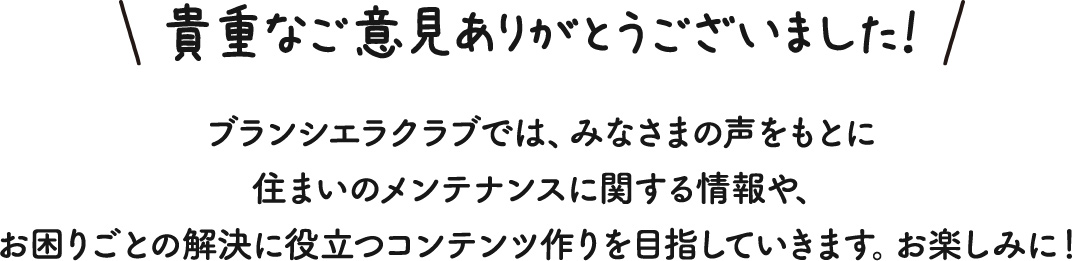 貴重なご意見ありがとうございました!
ブランシエラクラブでは、みなさまの声をもとに
住まいのメンテナンスに関する情報や、
お困りごとの解決に役立つコンテンツ作りを目指していきます。お楽しみに!